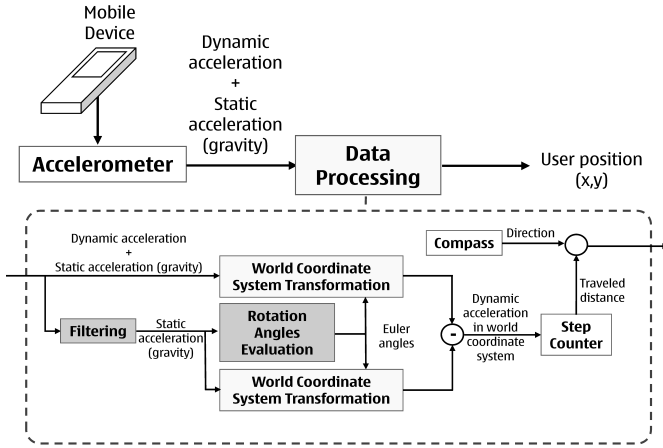 Mobile
Device
Dynamic
acceleration
+
Static
acceleration
(gravity)
Accelerometer
Data
Processing
User position
(x,y)
Dynamic acceleration
+
Static acceleration (gravity)
World Coordinate
System Transformation
Compass
Direction
Traveled
distance
Filtering
Static
acceleration
(gravity)
Rotation
Angles
Evaluation
Euler
angles
-
Dynamic
acceleration
in world
coordinate
system
Step
Counter
World Coordinate
System Transformation